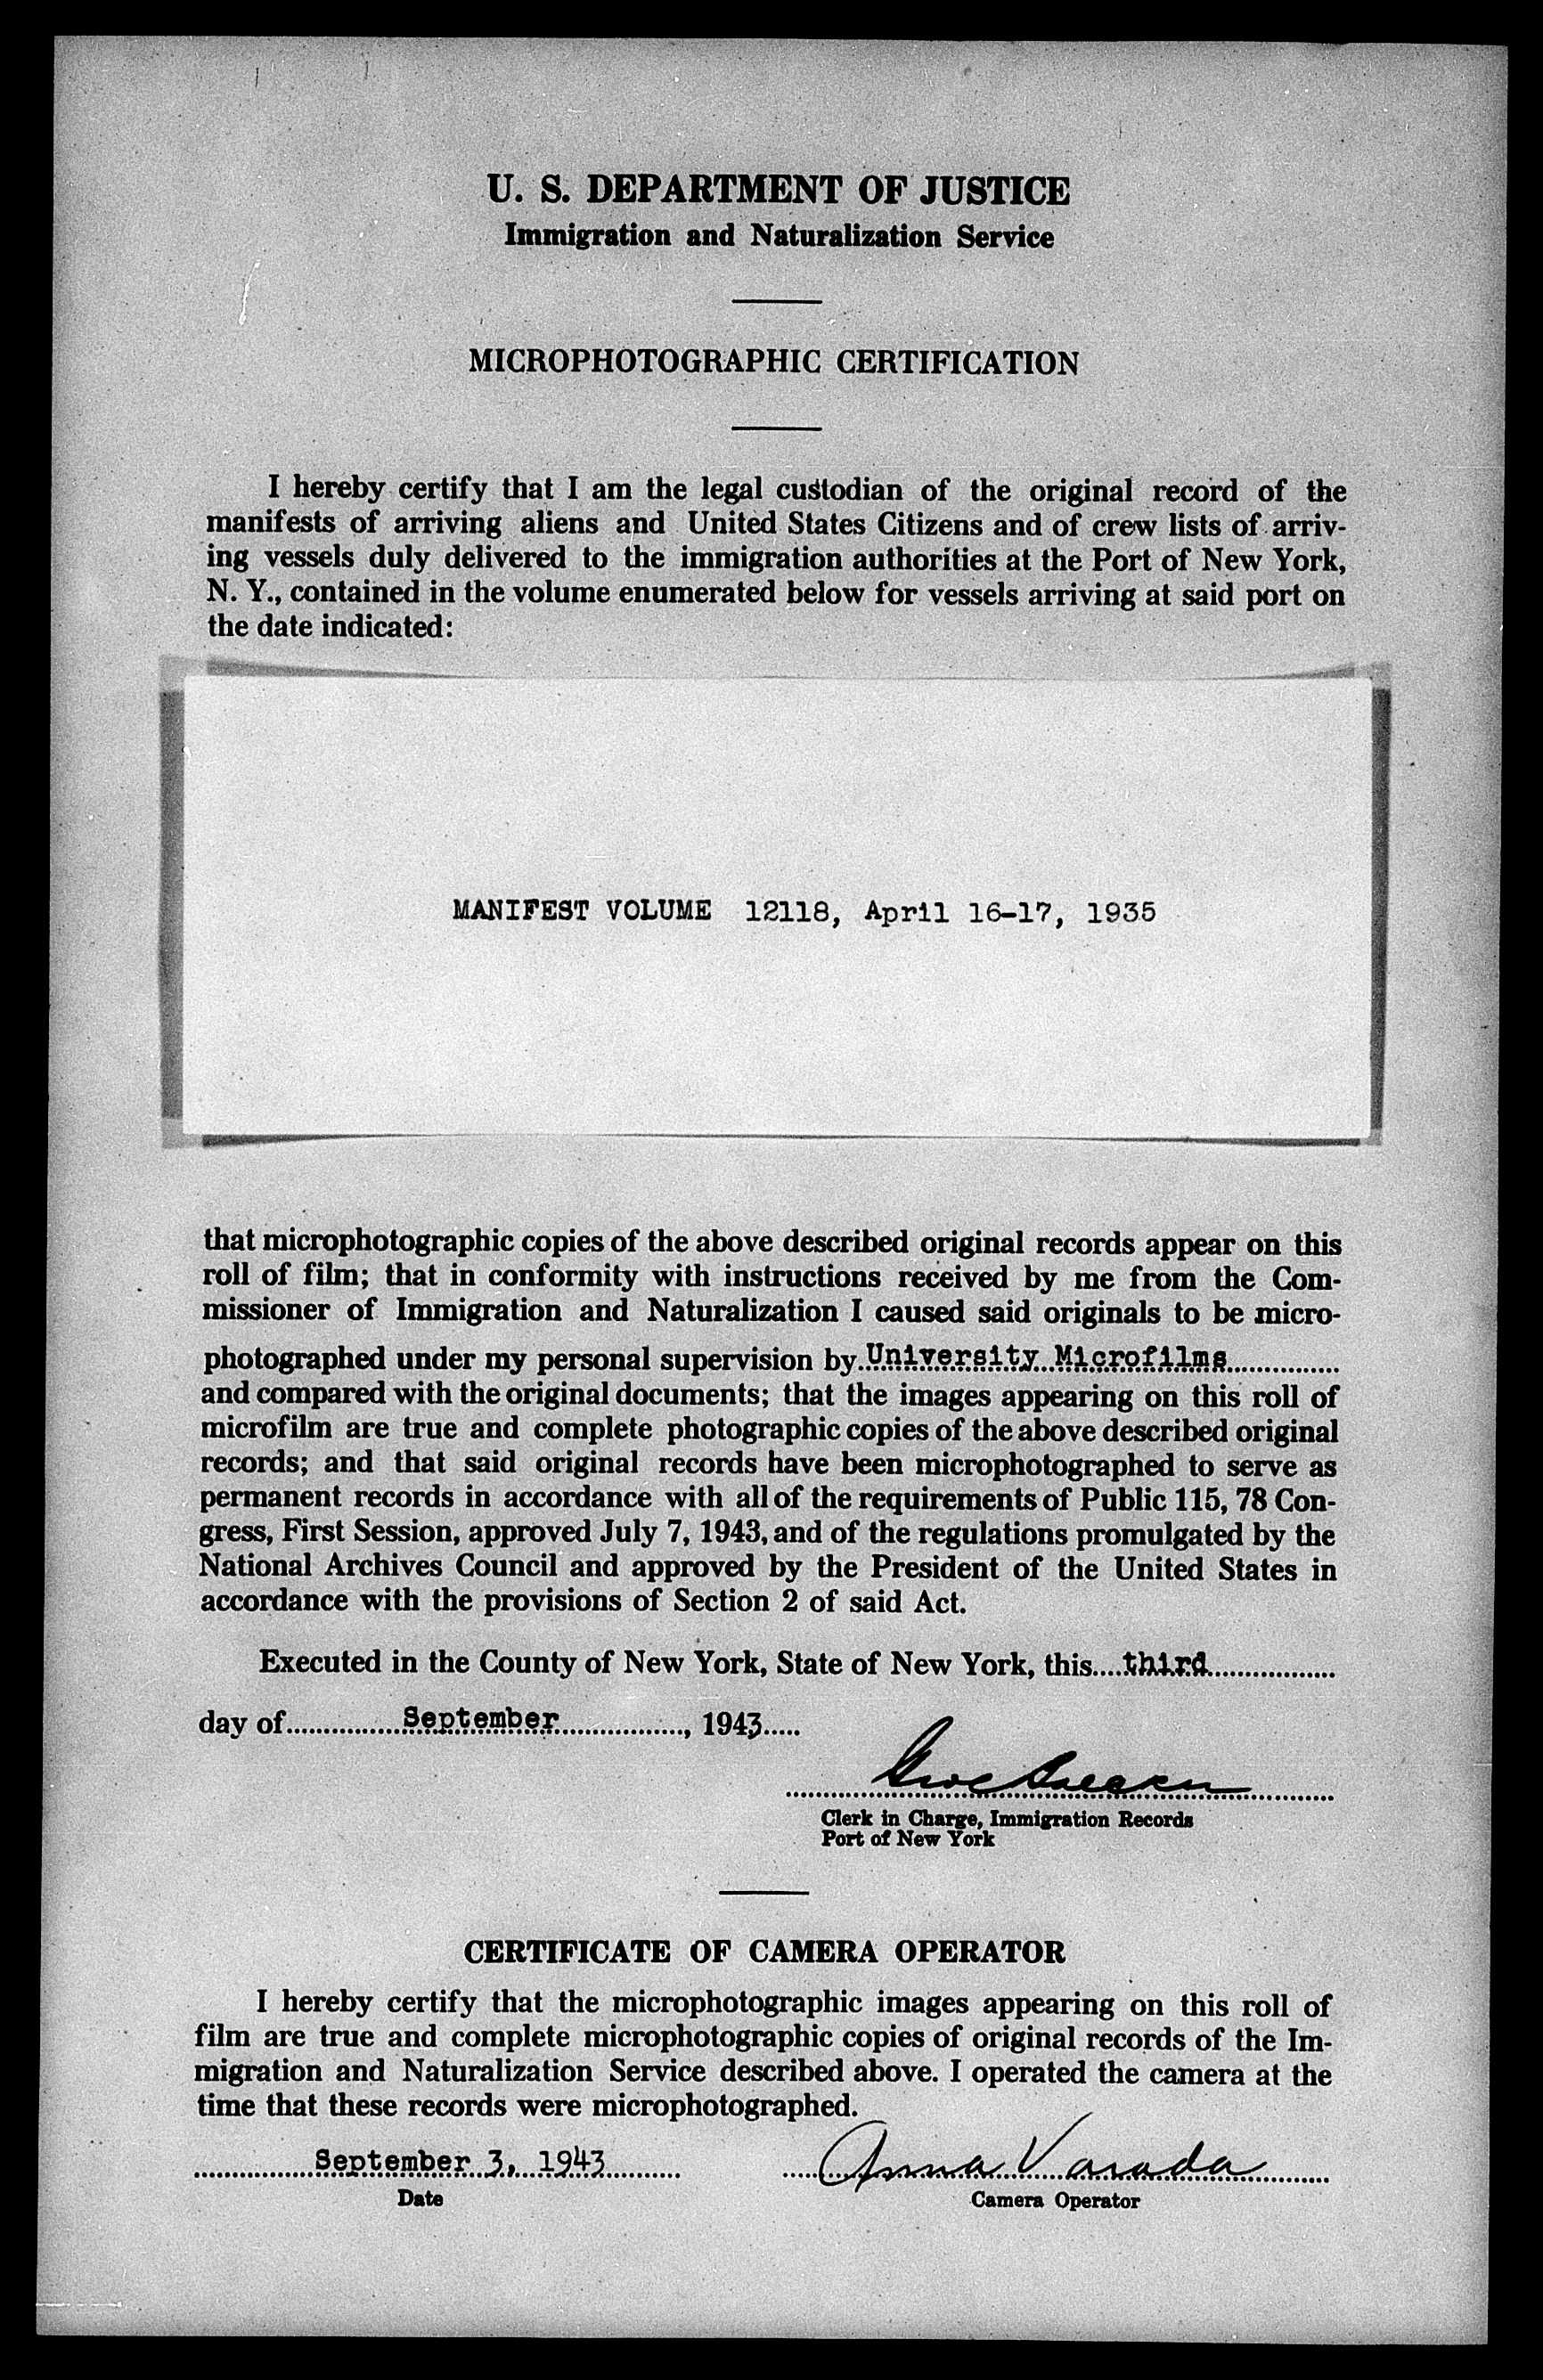 U. S. DEPARTMENT OF JUSTICE
Immigration and Naturalization Service
MICROPHOTOGRAPHIC CERTIFICATION
I hereby certify that I am the legal custodian of the original record of the
manifests of arriving aliens and United States Citizens and of crew lists of arriv-
ing vessels duly delivered to the immigration authorities at the Port of New York,
N. Y., contained in the volume enumerated below for vessels arriving at said port on
the date indicated:
MANIFEST VOLUME 12118, April 16-17, 1935
that microphotographic copies of the above described original records appear on this
roll of film; that in conformity with instructions received by me from the Com-
missioner of Immigration and Naturalization I caused said originals to be micro-
photographed under my personal supervision by University Microfilms
and compared with the original documents; that the images appearing on this roll of
microfilm are true and complete photographic copies of the above described original
records; and that said original records have been microphotographed to serve as
permanent records in accordance with all of the requirements of Public 115, 78 Con-
gress, First Session, approved July 7, 1943, and of the regulations promulgated by the
National Archives Council and approved by the President of the United States in
accordance with the provisions of Section 2 of said Act.
Executed in the County of New York, State of New York, this third
day of September, 1943
Clerk in Charge, Immigration Records
Port of New York
CERTIFICATE OF CAMERA OPERATOR
I hereby certify that the microphotographic images appearing on this roll of
film are true and complete microphotographic copies of original records of the Im-
migration and Naturalization Service described above. I operated the camera at the
time that these records were microphotographed.
September 3, 1943 Anna Varada
Date Camera Operator